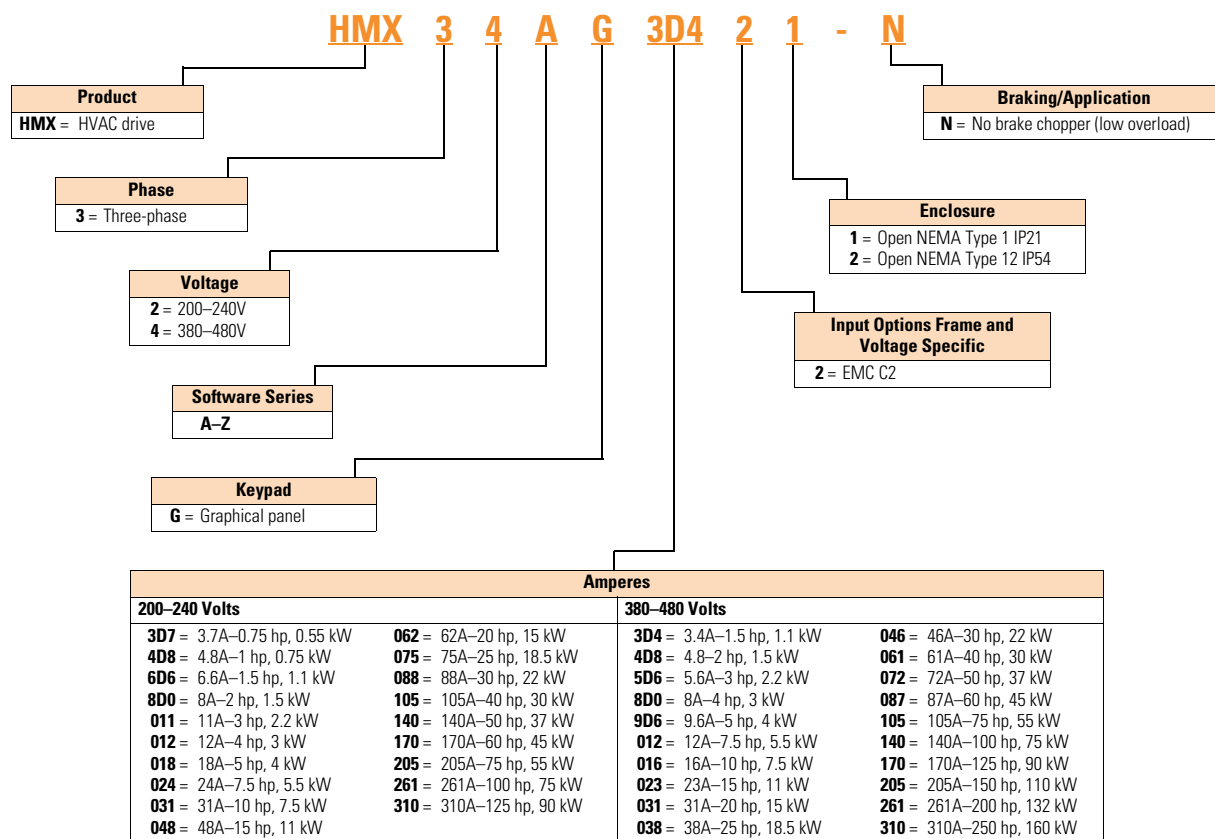 HMX 3 4 A G 3D4 2 1 - N
Product
HMX = HVAC drive
Braking/Application
N = No brake chopper (low overload)
Phase
3 = Three-phase
Enclosure
1 = Open NEMA Type 1 IP21
2 = Open NEMA Type 12 IP54
Voltage
2 = 200–240V
4 = 380–480V
Input Options Frame and
Voltage Specific
2 = EMC C2
Software Series
A–Z
Keypad
G = Graphical panel
Amperes
200–240 Volts
3D7 = 3.7A–0.75 hp, 0.55 kW
4D8 = 4.8A–1 hp, 0.75 kW
6D6 = 6.6A–1.5 hp, 1.1 kW
8D0 = 8A–2 hp, 1.5 kW
011 = 11A–3 hp, 2.2 kW
012 = 12A–4 hp, 3 kW
018 = 18A–5 hp, 4 kW
024 = 24A–7.5 hp, 5.5 kW
031 = 31A–10 hp, 7.5 kW
048 = 48A–15 hp, 11 kW
062 = 62A–20 hp, 15 kW
075 = 75A–25 hp, 18.5 kW
088 = 88A–30 hp, 22 kW
105 = 105A–40 hp, 30 kW
140 = 140A–50 hp, 37 kW
170 = 170A–60 hp, 45 kW
205 = 205A–75 hp, 55 kW
261 = 261A–100 hp, 75 kW
310 = 310A–125 hp, 90 kW
380–480 Volts
3D4 = 3.4A–1.5 hp, 1.1 kW
4D8 = 4.8–2 hp, 1.5 kW
5D6 = 5.6A–3 hp, 2.2 kW
8D0 = 8A–4 hp, 3 kW
9D6 = 9.6A–5 hp, 4 kW
012 = 12A–7.5 hp, 5.5 kW
016 = 16A–10 hp, 7.5 kW
023 = 23A–15 hp, 11 kW
031 = 31A–20 hp, 15 kW
038 = 38A–25 hp, 18.5 kW
046 = 46A–30 hp, 22 kW
061 = 61A–40 hp, 30 kW
072 = 72A–50 hp, 37 kW
087 = 87A–60 hp, 45 kW
105 = 105A–75 hp, 55 kW
140 = 140A–100 hp, 75 kW
170 = 170A–125 hp, 90 kW
205 = 205A–150 hp, 110 kW
261 = 261A–200 hp, 132 kW
310 = 310A–250 hp, 160 kW